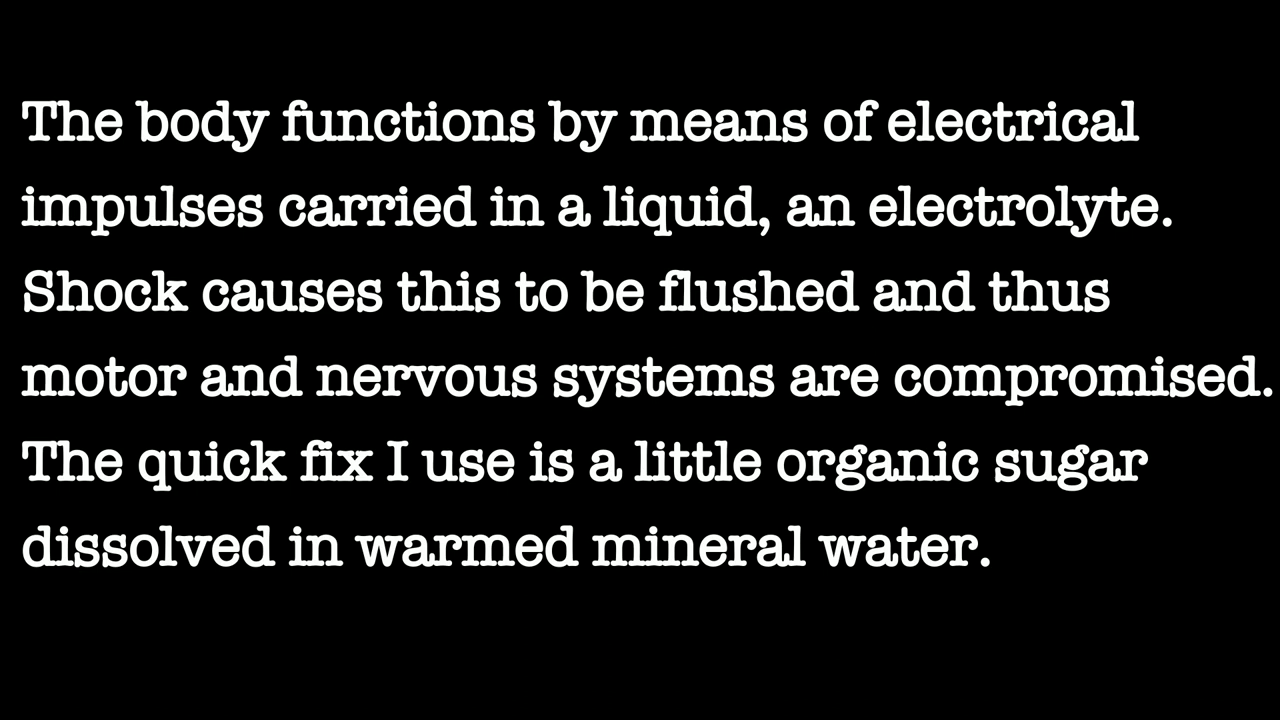 The body functions by means of electrical
impulses carried in a liquid, an electrolyte.
Shock causes this to be flushed and thus
motor and nervous systems are compromised.
The quick fix I use is a little organic sugar
dissolved in warmed mineral water.